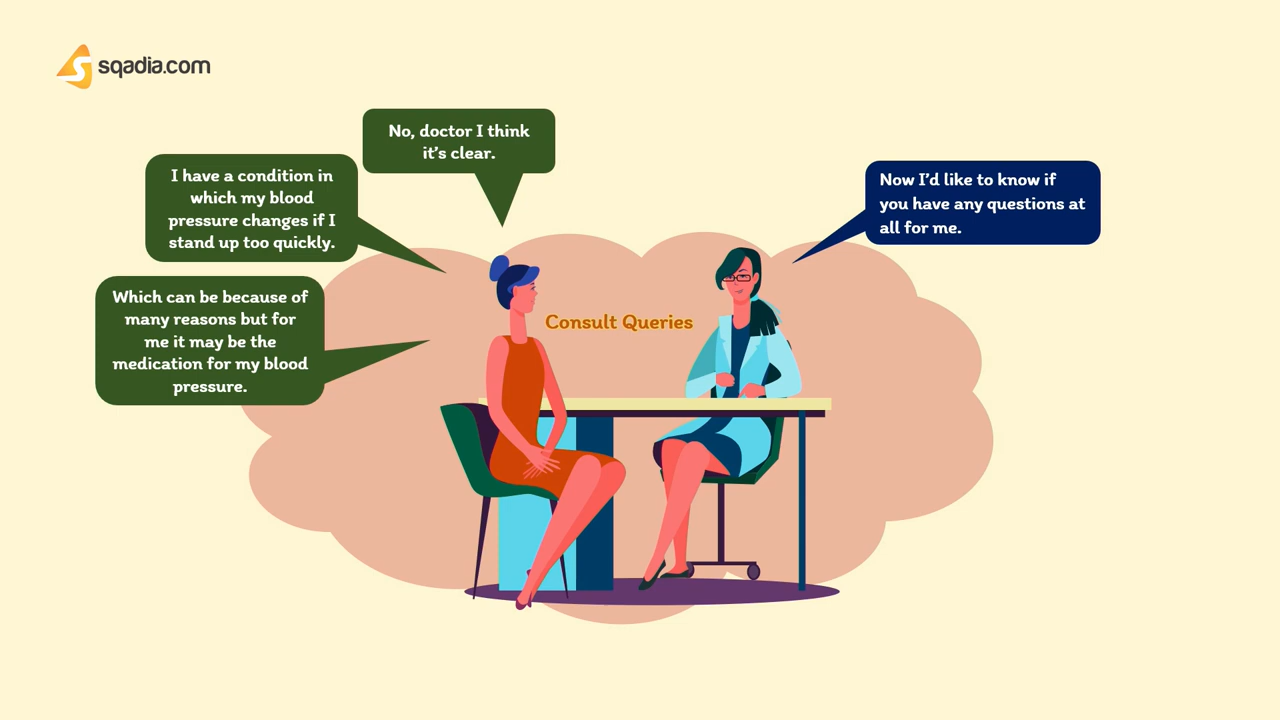 sqadia.com
No, doctor I think
it's clear.
I have a condition in
which my blood
pressure changes if I
stand up too quickly.
Which can be because of
many reasons but for
me it may be the
medication for my blood
pressure.
Now I'd like to know if
you have any questions at
all for me.
Consult Queries